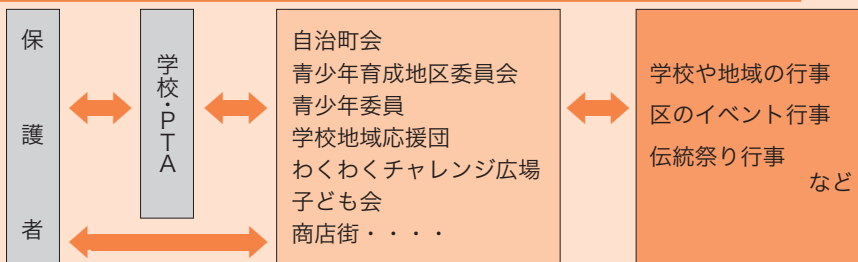 保護者
学校・PTA
自治町会
青少年育成地区委員会
青少年委員
学校地域応援団
わくわくチャレンジ広場
子ども会
商店街・・・・
学校や地域の行事
区のイベント行事
伝統祭り行事
など